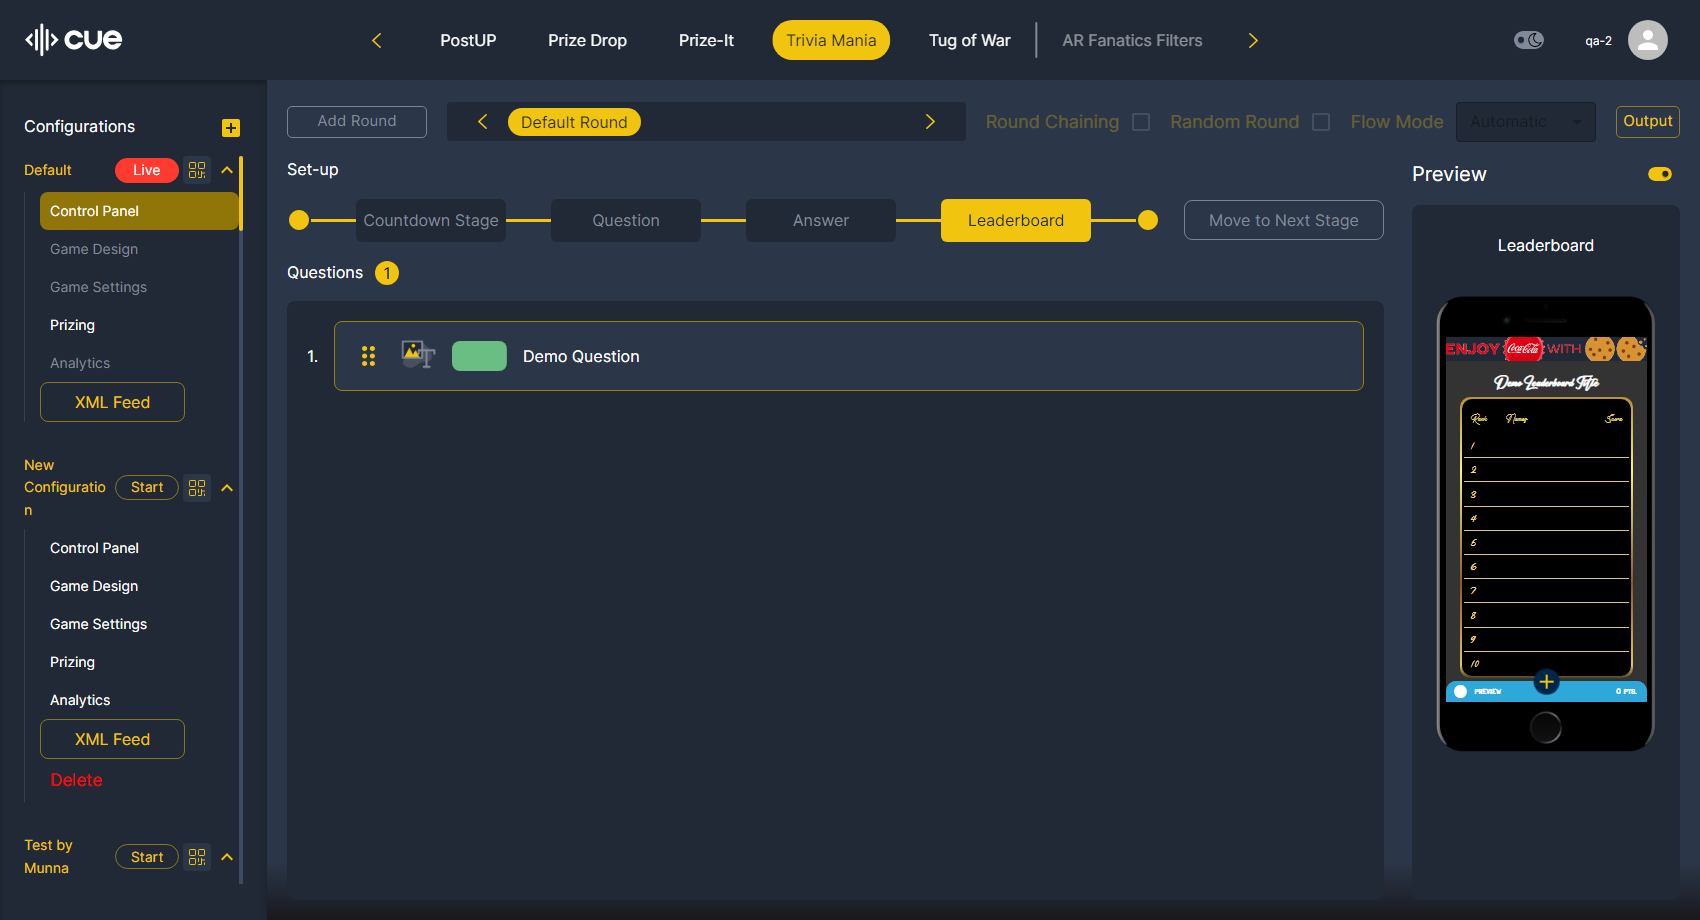 cue
PostUP
Prize Drop
Prize-It
Trivia Mania
Tug of War
AR Fanatics Filters
qa-2
Configurations
Default
Live
Control Panel
Game Design
Game Settings
Prizing
Analytics
XML Feed
New
Configuratio
n
Start
Control Panel
Game Design
Game Settings
Prizing
Analytics
XML Feed
Delete
Test by
Munna
Start
Add Round
Default Round
Round Chaining
Random Round
Flow Mode
Automatic
Output
Set-up
Countdown Stage
Question
Answer
Leaderboard
Move to Next Stage
Questions
1
1.
Demo Question
Preview
Leaderboard
ENJOY
Coca-Cola
WITH
Demo Leaderboard Title
Rank
Names
Score
1
2
3
4
5
6
7
8
9
10
PREVIEW
0 PTS.